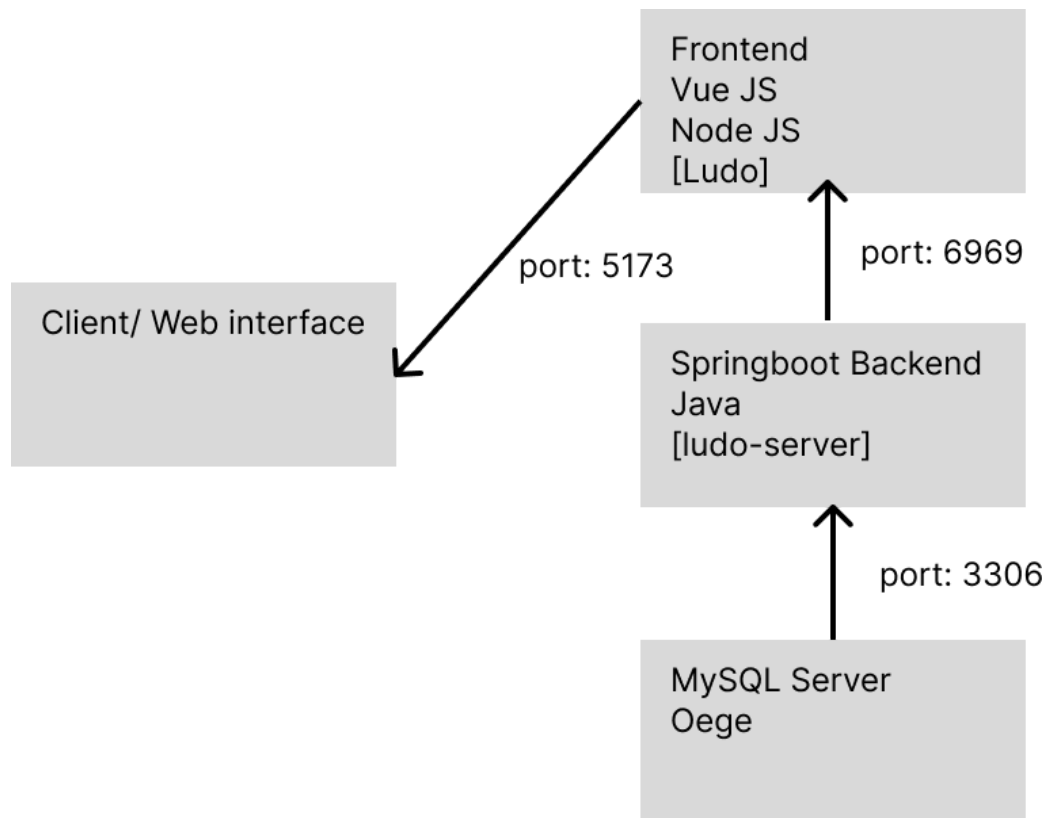 Frontend
Vue JS
Node JS
[Ludo]
port: 6969
port: 5173
Client/ Web interface
Springboot Backend
Java
[ludo-server]
port: 3306
MySQL Server
Oege